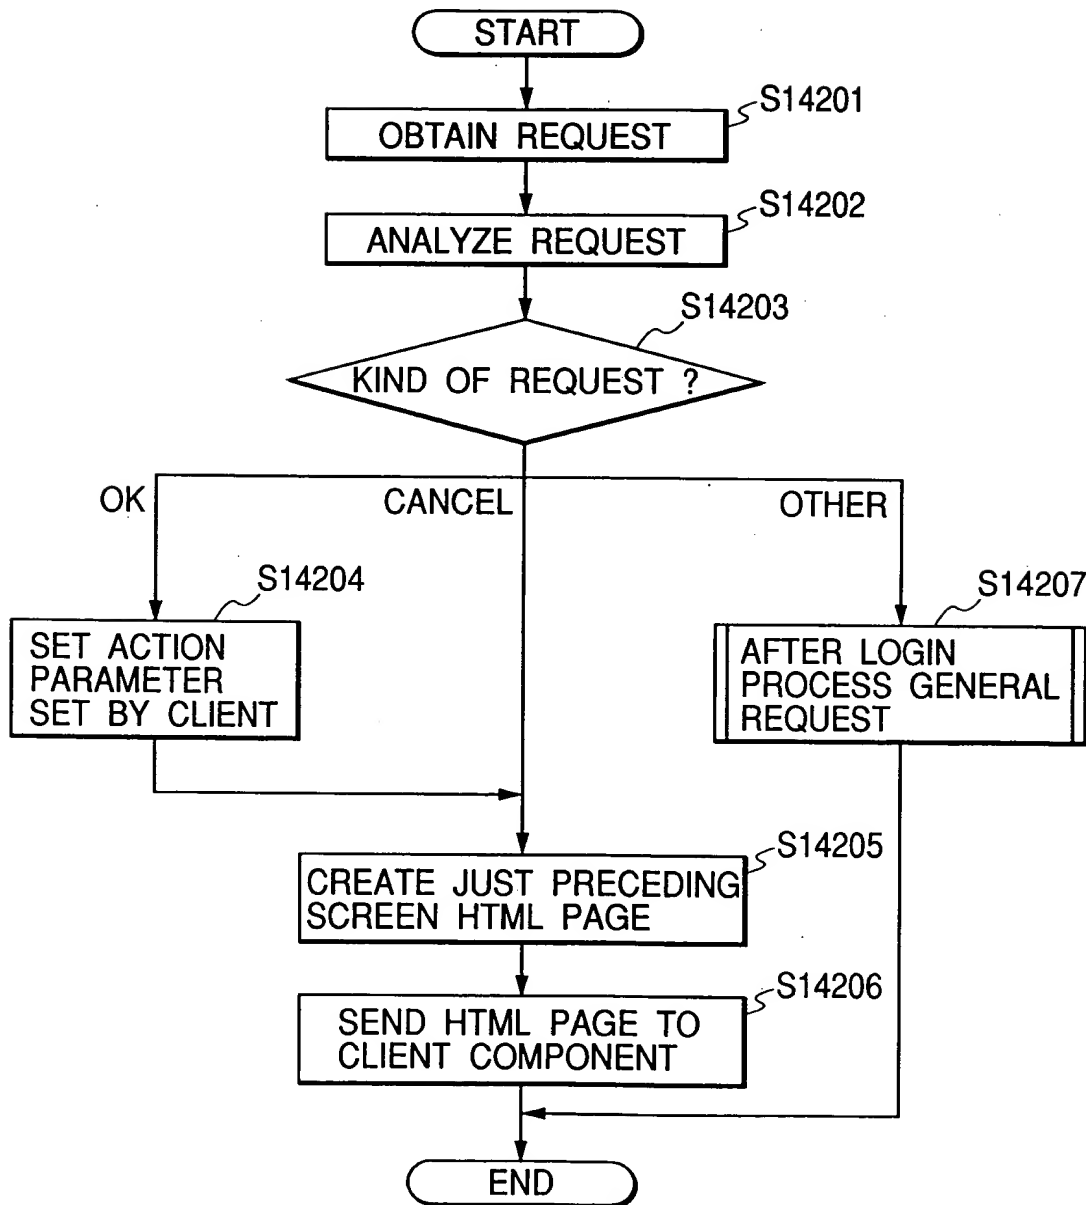 START
S14201
OBTAIN REQUEST
S14202
ANALYZE REQUEST
S14203
KIND OF REQUEST ?
OK
CANCEL
OTHER
S14204
SET ACTION
PARAMETER
SET BY CLIENT
S14207
AFTER LOGIN
PROCESS GENERAL
REQUEST
S14205
CREATE JUST PRECEDING
SCREEN HTML PAGE
S14206
SEND HTML PAGE TO
CLIENT COMPONENT
END